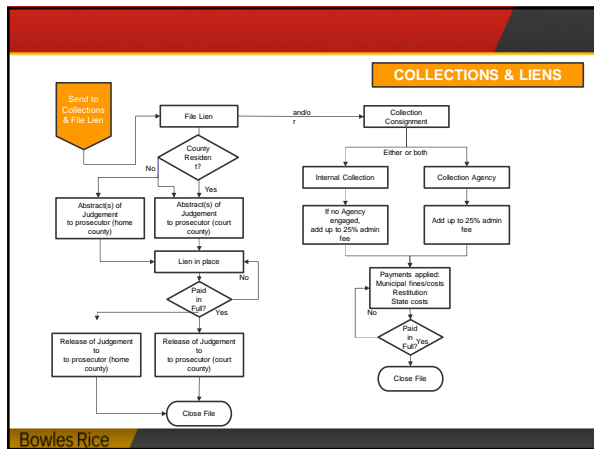 COLLECTIONS & LIENS
Send to
Collections
& File Lien
File Lien
and/o
r
Collection
Consignment
County
Residen
t?
No
Yes
Either or both
Internal Collection
Collection Agency
Abstract(s) of
Judgement
to prosecutor (home
county)
Abstract(s) of
Judgement
to prosecutor (court
county)
If no Agency
engaged,
add up to 25% admin
fee
Add up to 25% admin
fee
Lien in place
No
Paid
in
Full?
Yes
Payments applied:
Municipal fines/costs
Restitution
State costs
No
Paid
in
Full?
Yes
Release of Judgement
to
to prosecutor (home
county)
Release of Judgement
to
to prosecutor (court
county)
Close File
Close File
Bowles Rice